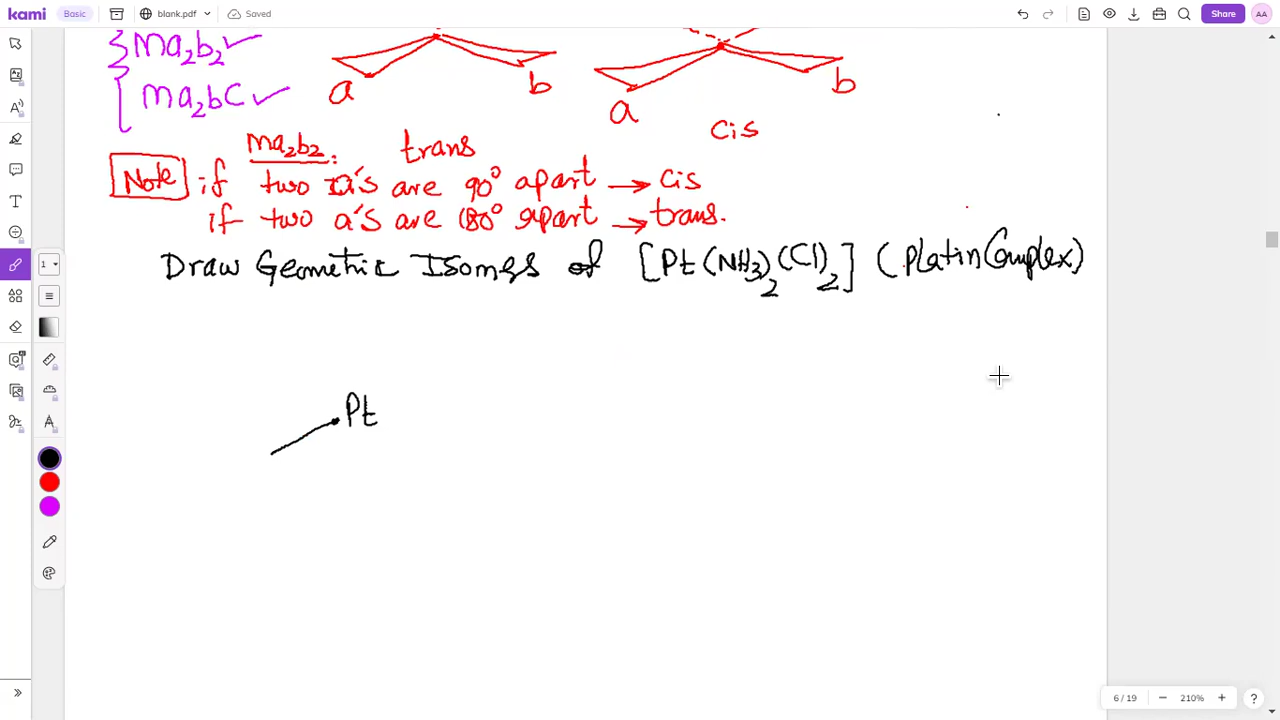 kami Basic blank.pdf Saved Share AA
Ma2b2 ✓
Ma2bC ✓
a b a b
cis
Ma2b2: trans
Note if two a's are 90° apart → cis
if two a's are 180° apart → trans.
Draw Geometric Isomers of [Pt(NH3)2(Cl)2] (Platin Complex)
1
Pt
6 / 19 210%